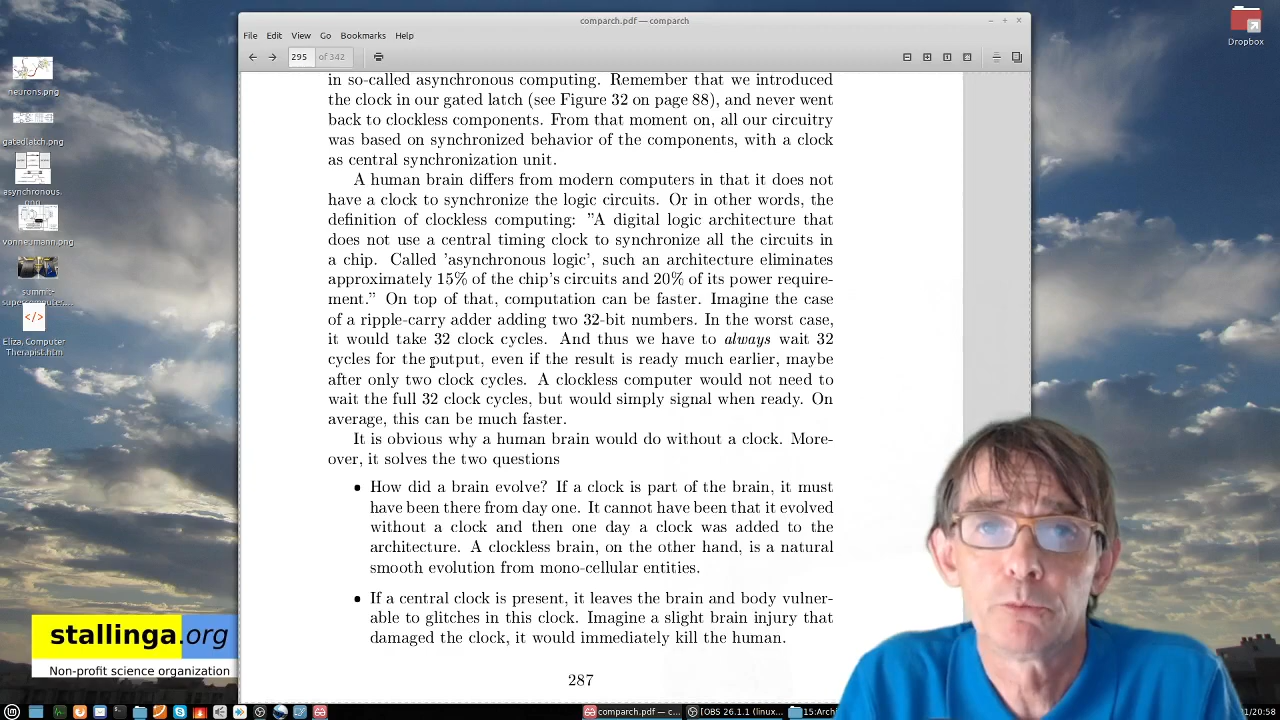 comparch.pdf — comparch
File Edit View Go Bookmarks Help
295 of 342
in so-called asynchronous computing. Remember that we introduced
the clock in our gated latch (see Figure 32 on page 88), and never went
back to clockless components. From that moment on, all our circuitry
was based on synchronized behavior of the components, with a clock
as central synchronization unit.
A human brain differs from modern computers in that it does not
have a clock to synchronize the logic circuits. Or in other words, the
definition of clockless computing: ”A digital logic architecture that
does not use a central timing clock to synchronize all the circuits in
a chip. Called ’asynchronous logic’, such an architecture eliminates
approximately 15% of the chip’s circuits and 20% of its power require-
ment.” On top of that, computation can be faster. Imagine the case
of a ripple-carry adder adding two 32-bit numbers. In the worst case,
it would take 32 clock cycles. And thus we have to always wait 32
cycles for the output, even if the result is ready much earlier, maybe
after only two clock cycles. A clockless computer would not need to
wait the full 32 clock cycles, but would simply signal when ready. On
average, this can be much faster.
It is obvious why a human brain would do without a clock. More-
over, it solves the two questions
• How did a brain evolve? If a clock is part of the brain, it must
have been there from day one. It cannot have been that it evolved
without a clock and then one day a clock was added to the
architecture. A clockless brain, on the other hand, is a natural
smooth evolution from mono-cellular entities.
• If a central clock is present, it leaves the brain and body vulner-
able to glitches in this clock. Imagine a slight brain injury that
damaged the clock, it would immediately kill the human.
287
neurons.png
gatedlatch.png
asynchronous.
png
vonneumann.png
summit-
supercomputer....
Eliza, Computer
Therapist.htm
Dropbox
stallinga.org
Non-profit science organization
comparch.pdf — c...
[OBS 26.1.1 (linux...
15:Arch
1/20:58